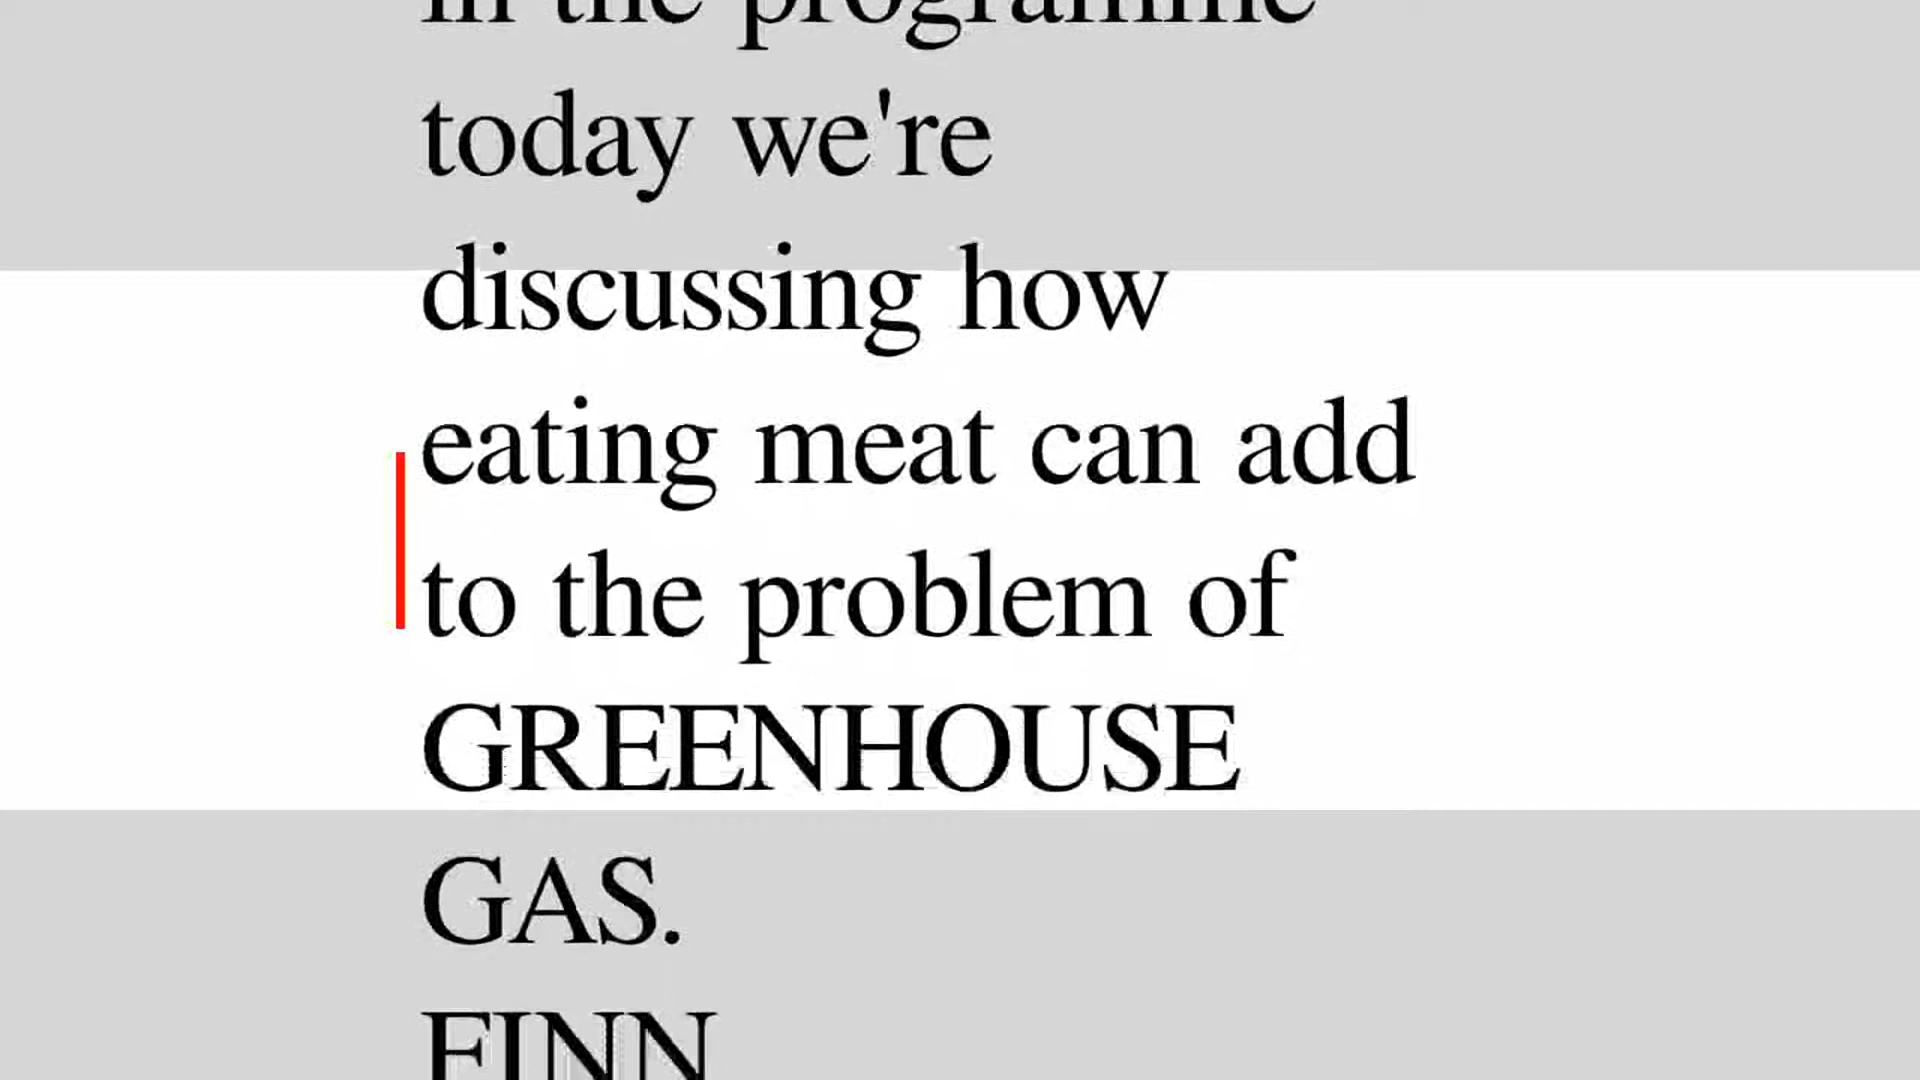 in the programme
today we're
discussing how
eating meat can add
to the problem of
GREENHOUSE
GAS.
FINN